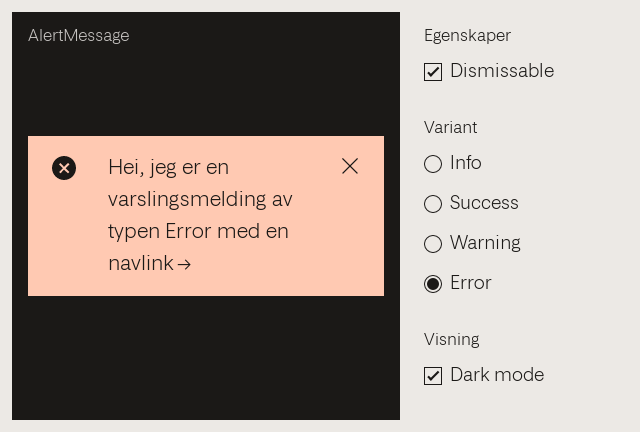 AlertMessage
Hei, jeg er en
varslingsmelding av
typen Error med en
navlink→
Egenskaper
Dismissable
Variant
Info
Success
Warning
Error
Visning
Dark mode